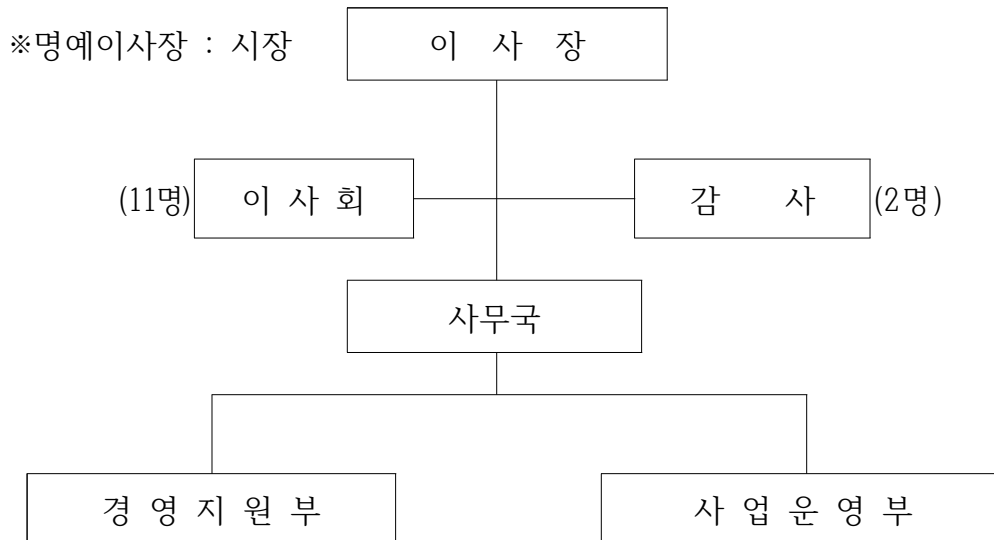 ※명예이사장 : 시장 이 사 장
(11명) 이 사 회 감 사 (2명)
사무국
경 영 지 원 부 사 업 운 영 부